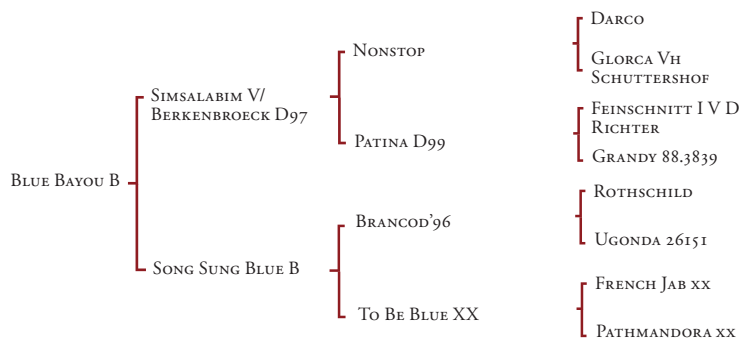 Darco
Nonstop
Glorca Vh
Schuttershof
Simsalabim V/
Berkenbroeck D97
Feinschnitt I V D
Richter
Patina D99
Grandy 88.3839
Blue Bayou B
Rothschild
Brancod'96
Ugonda 26151
Song Sung Blue B
French Jab xx
To Be Blue XX
Pathmandora xx